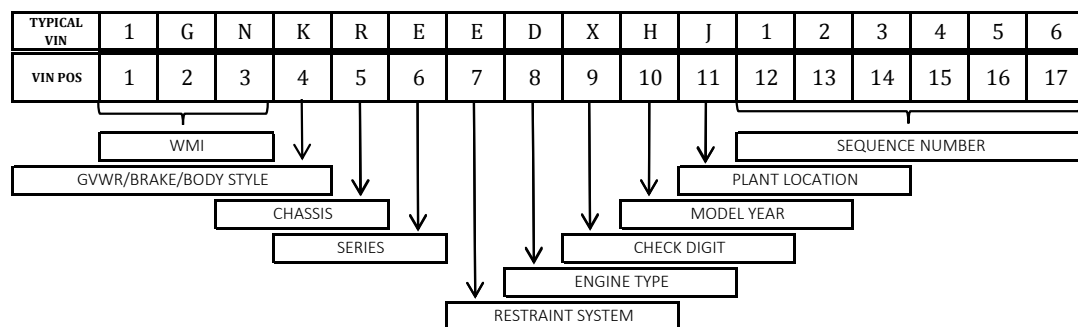 TYPICAL VIN 1 G N K R E E D X H J 1 2 3 4 5 6
VIN POS 1 2 3 4 5 6 7 8 9 10 11 12 13 14 15 16 17
WMI SEQUENCE NUMBER
GVWR/BRAKE/BODY STYLE PLANT LOCATION
CHASSIS MODEL YEAR
SERIES CHECK DIGIT
ENGINE TYPE
RESTRAINT SYSTEM